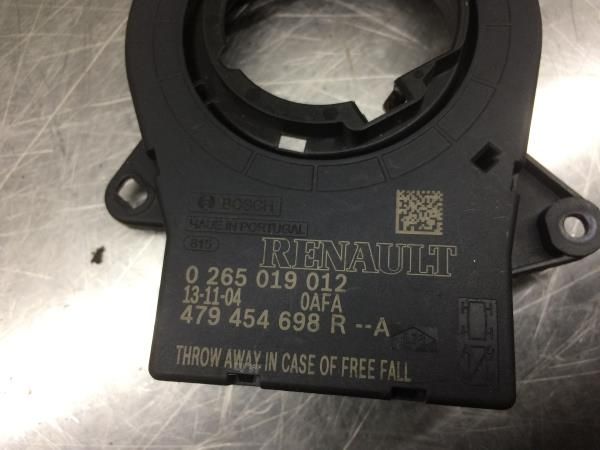 BOSCH
MADE IN PORTUGAL
815
RENAULT
0 265 019 012
13-11-04 0AFA
479 454 698 R --A
THROW AWAY IN CASE OF FREE FALL